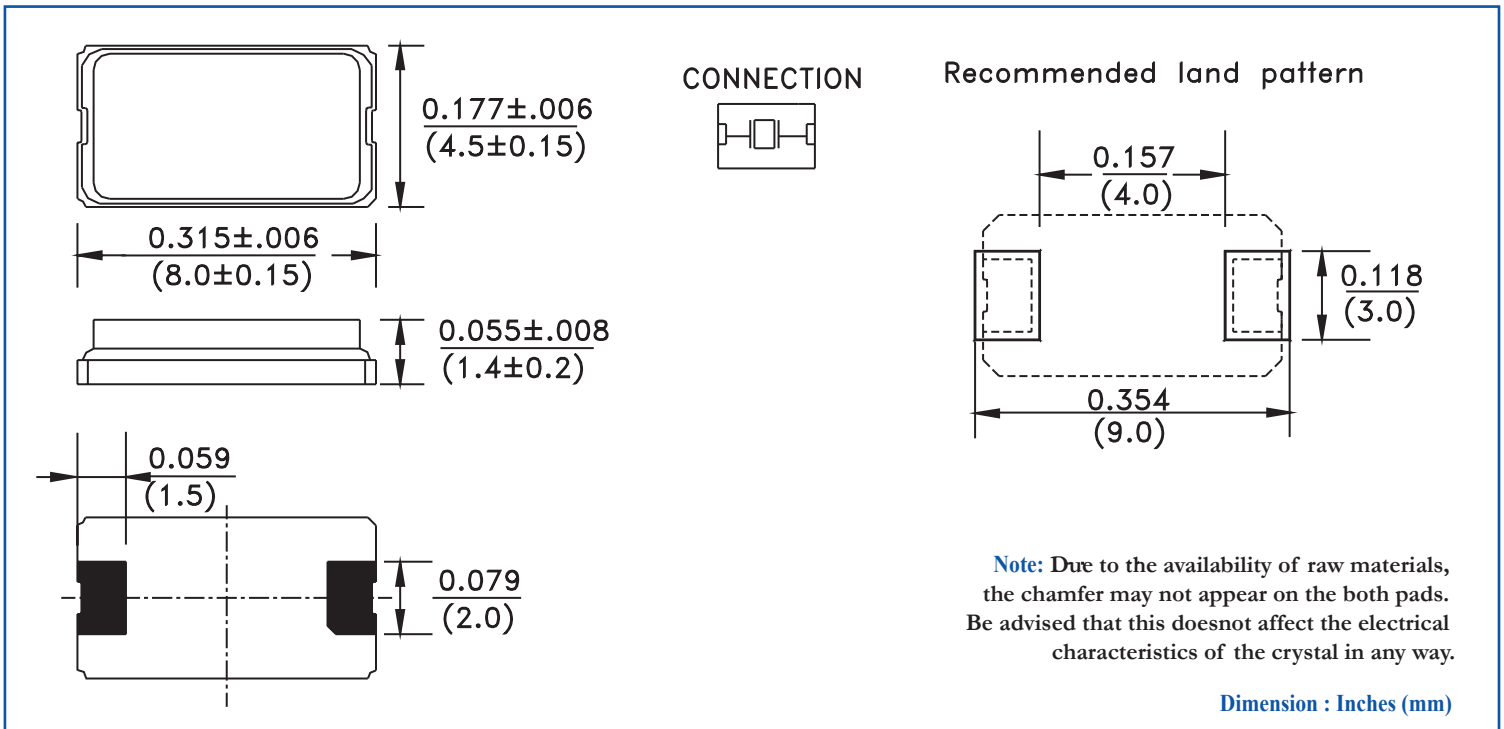 0.177±.006
(4.5±0.15)
0.315±.006
(8.0±0.15)
0.055±.008
(1.4±0.2)
0.059
(1.5)
0.079
(2.0)
CONNECTION
Recommended land pattern
0.157
(4.0)
0.118
(3.0)
0.354
(9.0)
Note: Due to the availability of raw materials,
the chamfer may not appear on the both pads.
Be advised that this doesnot affect the electrical
characteristics of the crystal in any way.
Dimension : Inches (mm)